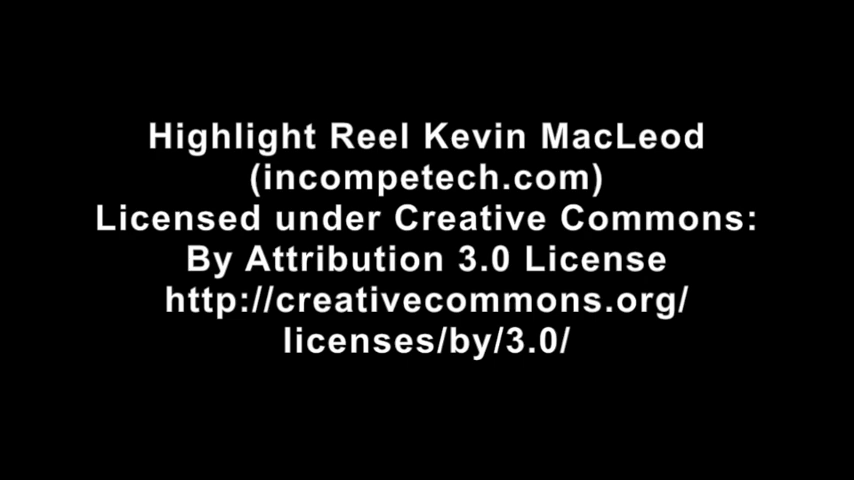 Highlight Reel Kevin MacLeod
(incompetech.com)
Licensed under Creative Commons:
By Attribution 3.0 License
http://creativecommons.org/
licenses/by/3.0/